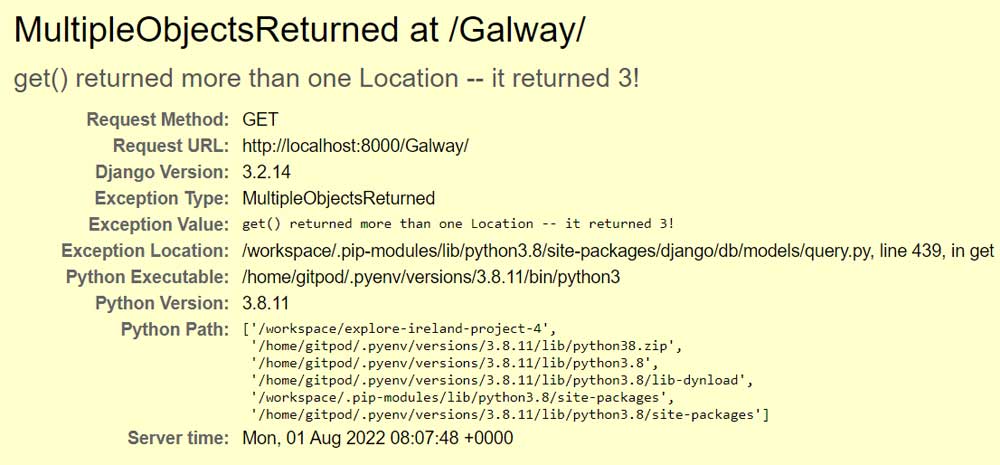 MultipleObjectsReturned at /Galway/
get() returned more than one Location -- it returned 3!
Request Method: GET
Request URL: http://localhost:8000/Galway/
Django Version: 3.2.14
Exception Type: MultipleObjectsReturned
Exception Value: get() returned more than one Location -- it returned 3!
Exception Location: /workspace/.pip-modules/lib/python3.8/site-packages/django/db/models/query.py, line 439, in get
Python Executable: /home/gitpod/.pyenv/versions/3.8.11/bin/python3
Python Version: 3.8.11
Python Path: ['/workspace/explore-ireland-project-4',
'/home/gitpod/.pyenv/versions/3.8.11/lib/python38.zip',
'/home/gitpod/.pyenv/versions/3.8.11/lib/python3.8',
'/home/gitpod/.pyenv/versions/3.8.11/lib/python3.8/lib-dynload',
'/workspace/.pip-modules/lib/python3.8/site-packages',
'/home/gitpod/.pyenv/versions/3.8.11/lib/python3.8/site-packages']
Server time: Mon, 01 Aug 2022 08:07:48 +0000